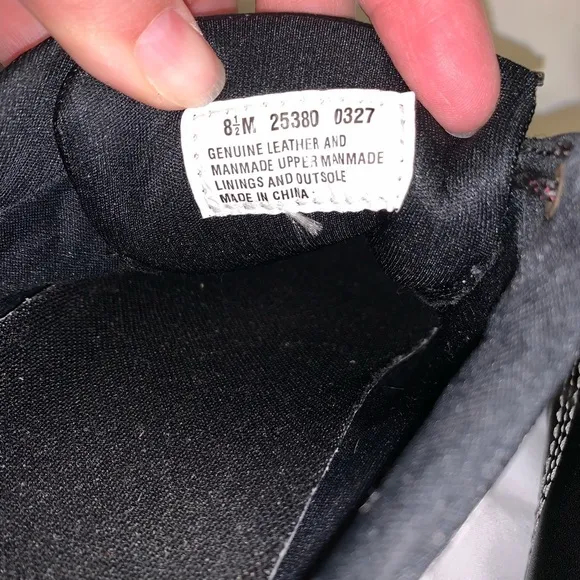 8½M 25380 0327
GENUINE LEATHER AND
MANMADE UPPER MANMADE
LININGS AND OUTSOLE
MADE IN CHINA